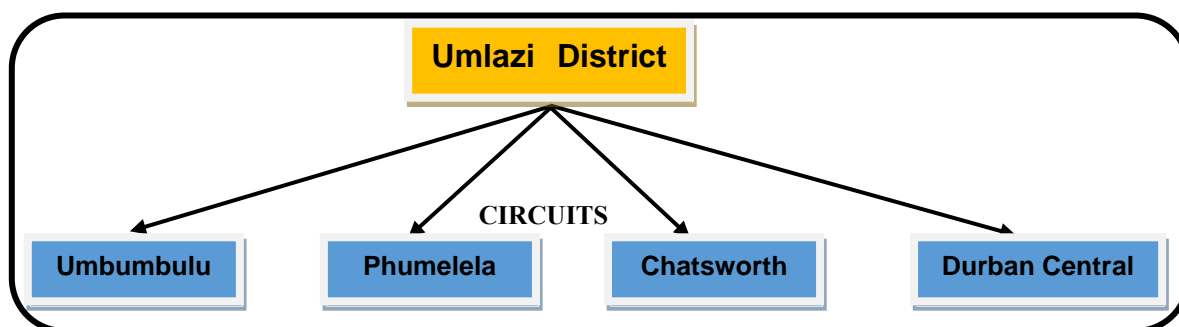 Umlazi District
CIRCUITS
Umbumbulu
Phumelela
Chatsworth
Durban Central